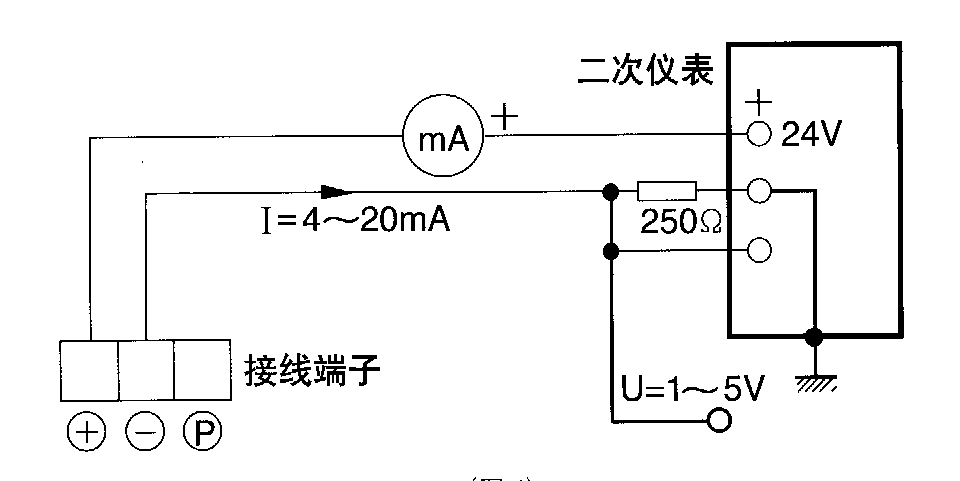 二次仪表
+
mA
+
24V
I=4～20mA
250Ω
接线端子
U=1～5V
+ − P